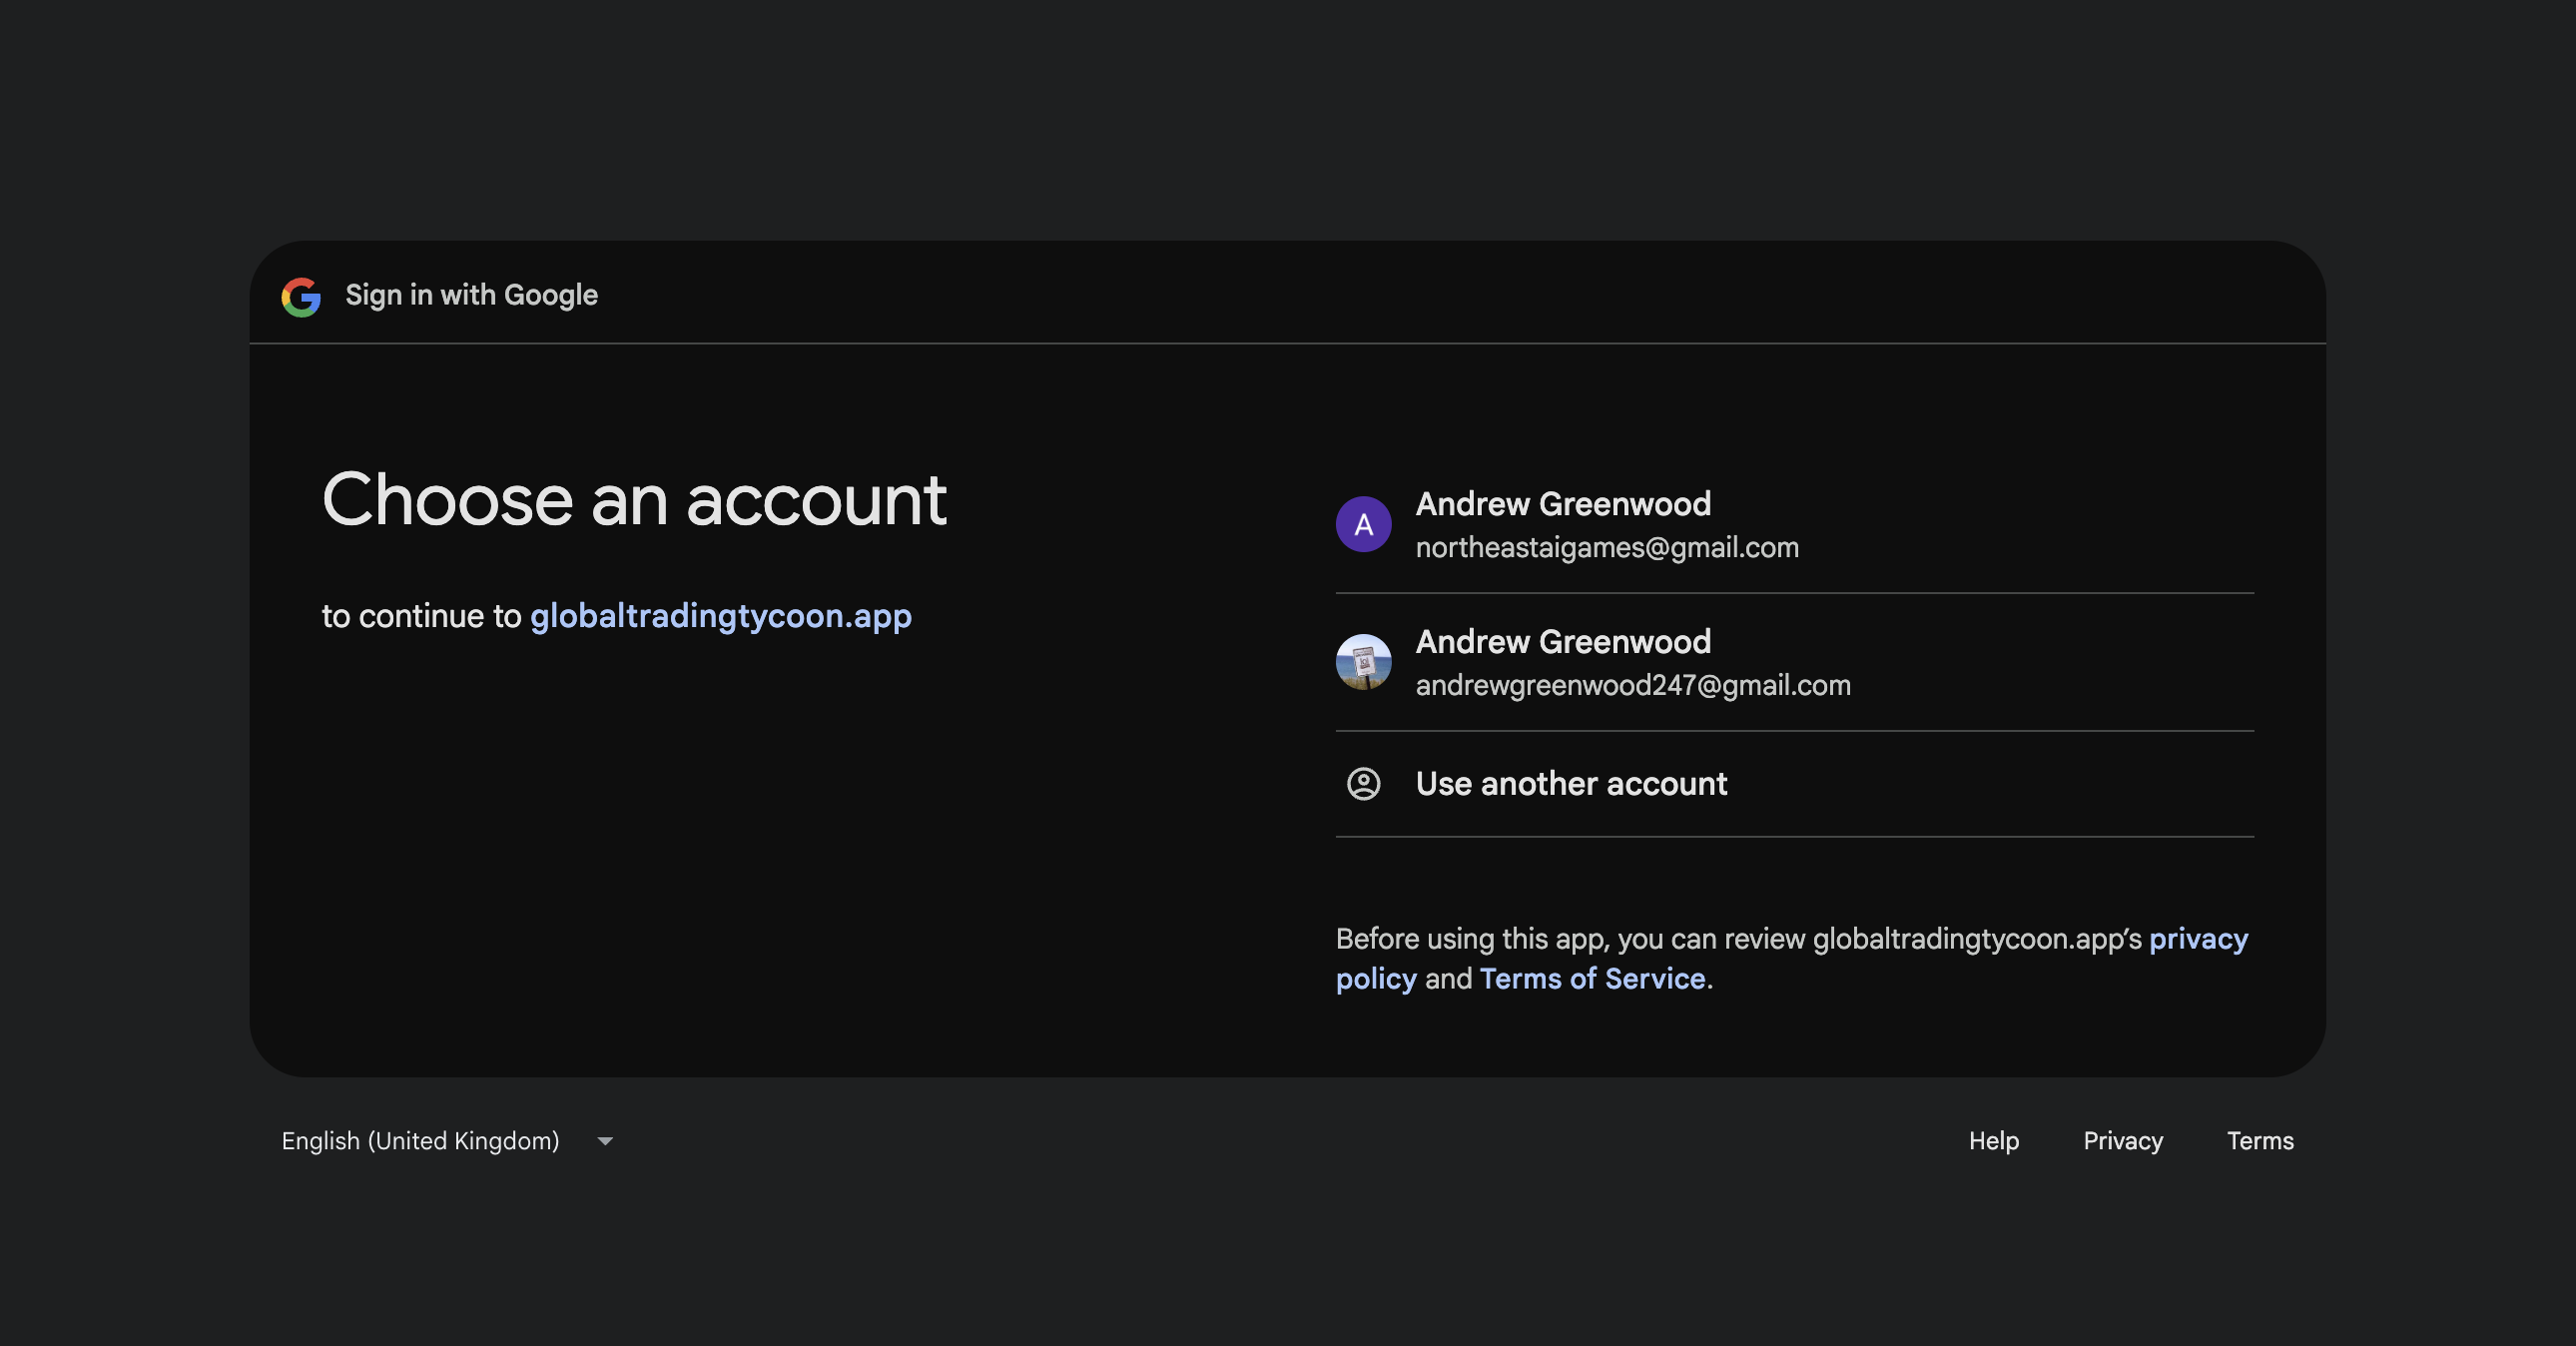 Sign in with Google
Choose an account
to continue to globaltradingtycoon.app
A
Andrew Greenwood
northeastaigames@gmail.com
Andrew Greenwood
andrewgreenwood247@gmail.com
Use another account
Before using this app, you can review globaltradingtycoon.app’s privacy
policy and Terms of Service.
English (United Kingdom)
Help
Privacy
Terms